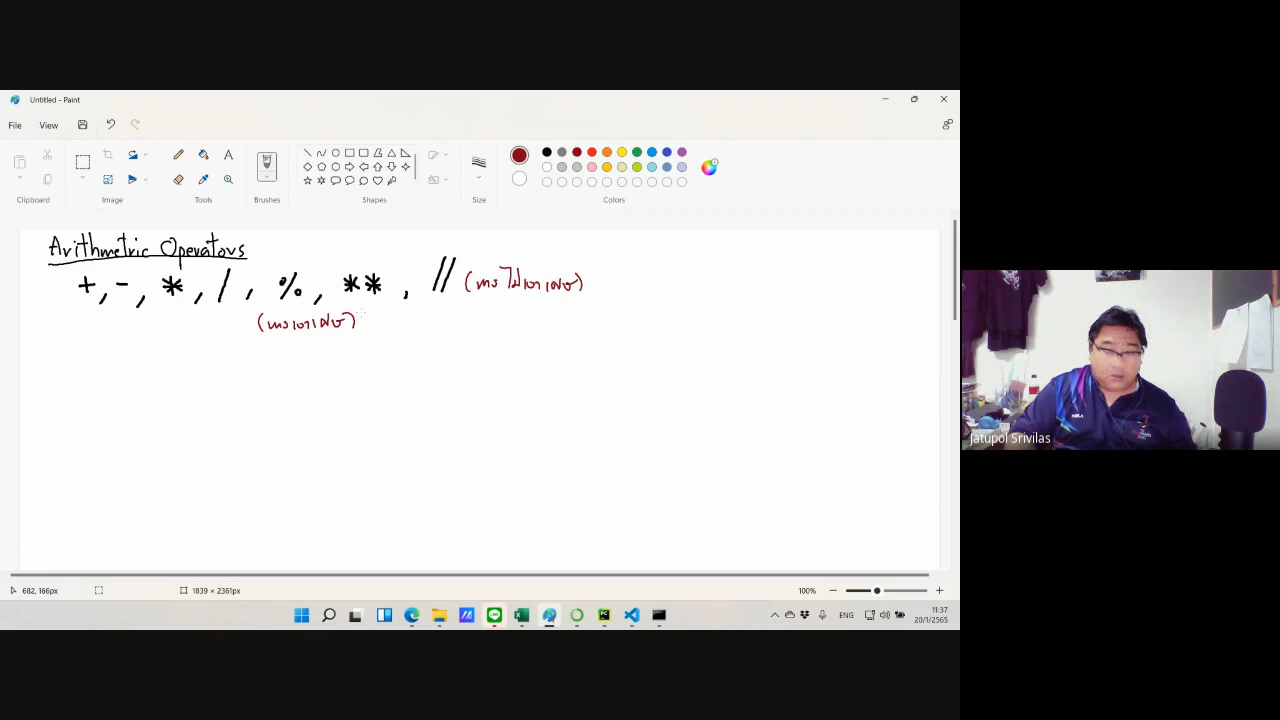 Untitled - Paint
File View
Clipboard Image Tools Brushes Shapes Size Colors
Arithmetric Operators
+, -, *, /, %, **, // (หารไม่เอาเศษ)
(หารเอาเศษ)
Jatupol Srivilas
682, 166px 1839 × 2361px 100%
ENG 11:37
20/1/2565